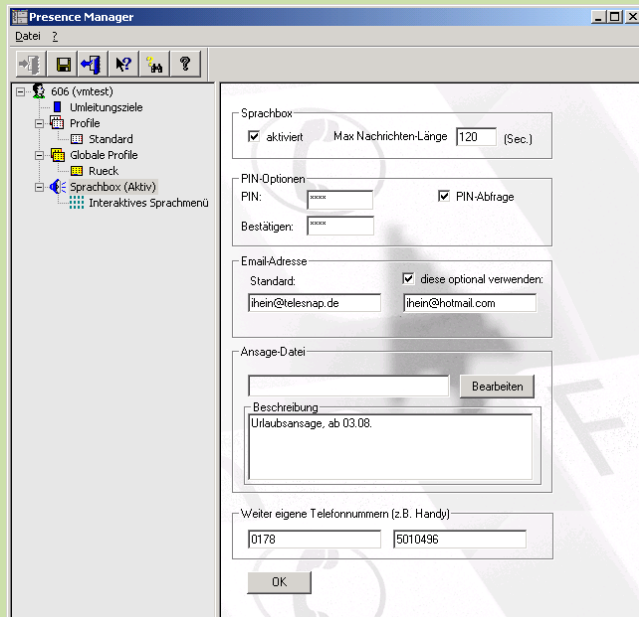 Presence Manager
Datei ?
606 (vmtest)
Umleitungsziele
Profile
Standard
Globale Profile
Rueck
Sprachbox (Aktiv)
Interaktives Sprachmenü
Sprachbox
aktiviert Max Nachrichten-Länge 120 (Sec.)
PIN-Optionen
PIN: **** PIN-Abfrage
Bestätigen: ****
Email-Adresse
Standard: diese optional verwenden:
ihein@telesnap.de ihein@hotmail.com
Ansage-Datei
Bearbeiten
Beschreibung
Urlaubsansage, ab 03.08.
Weiter eigene Telefonnummern (z.B. Handy)
0178 5010496
OK